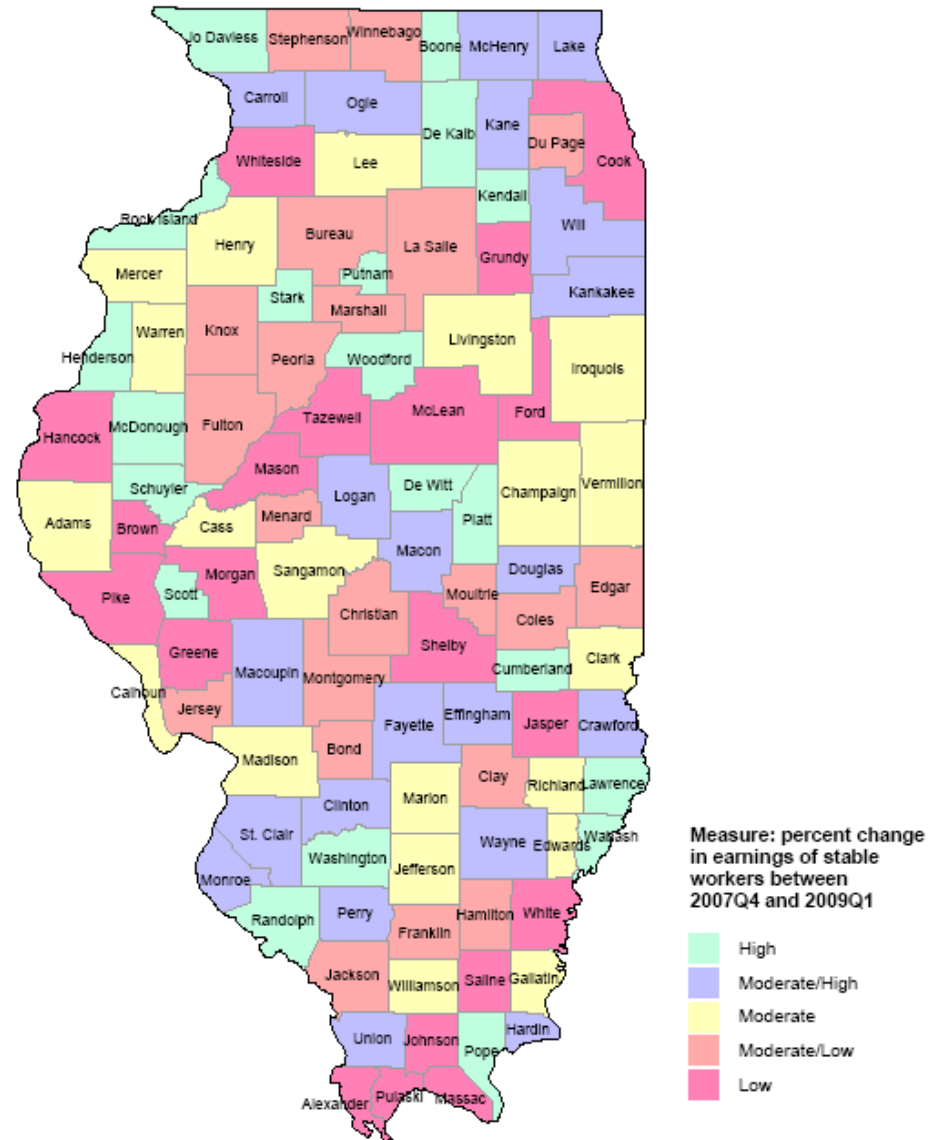 Jo Daviess
Stephenson
Winnebago
Boone
McHenry
Lake
Carroll
Ogle
De Kalb
Kane
Du Page
Cook
Whiteside
Lee
Kendall
Rock Island
Henry
Bureau
La Salle
Will
Grundy
Mercer
Putnam
Kankakee
Stark
Marshall
Warren
Knox
Livingston
Henderson
Peoria
Woodford
Iroquois
McDonough
Fulton
Tazewell
McLean
Ford
Hancock
Mason
Schuyler
Logan
De Witt
Champaign
Vermilion
Adams
Brown
Cass
Menard
Piatt
Macon
Sangamon
Douglas
Pike
Scott
Morgan
Moultrie
Edgar
Christian
Coles
Greene
Shelby
Macoupin
Montgomery
Cumberland
Clark
Calhoun
Jersey
Fayette
Effingham
Jasper
Crawford
Madison
Bond
Clay
Richland
Lawrence
Marion
Clinton
St. Clair
Wayne
Edwards
Wabash
Washington
Jefferson
Monroe
Randolph
Perry
Franklin
Hamilton
White
Jackson
Williamson
Saline
Gallatin
Union
Johnson
Pope
Hardin
Alexander
Pulaski
Massac
Measure: percent change
in earnings of stable
workers between
2007Q4 and 2009Q1
High
Moderate/High
Moderate
Moderate/Low
Low